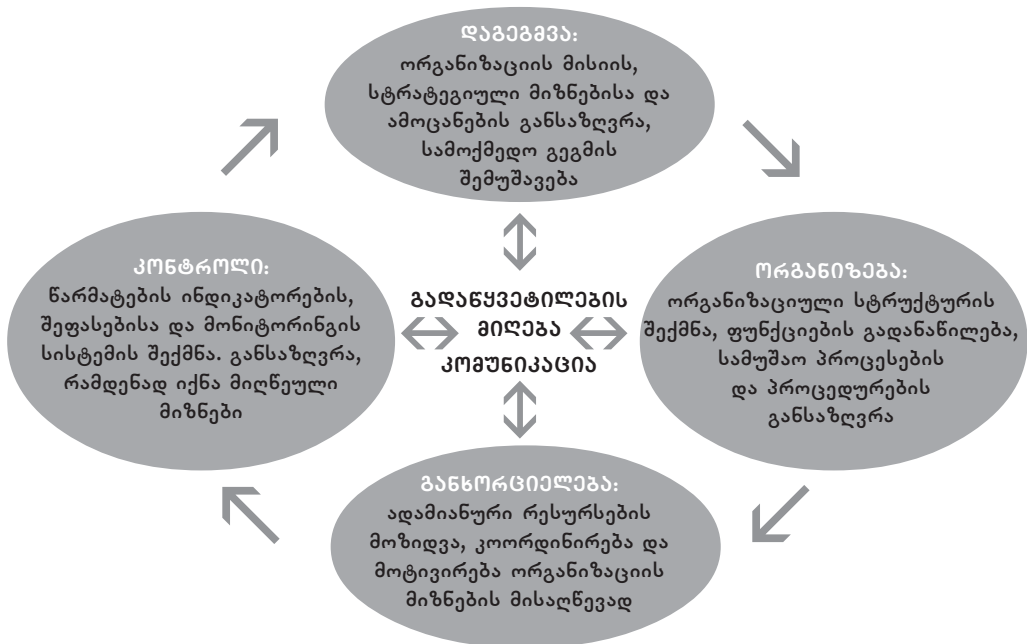 დაგეგმვა:
ორგანიზაციის მისიის,
სტრატეგიული მიზნებისა და
ამოცანების განსაზღვრა,
სამოქმედო გეგმის
შემუშავება
კონტროლი:
წარმატების ინდიკატორების,
შეფასებისა და მონიტორინგის
სისტემის შექმნა. განსაზღვრა,
რამდენად იქნა მიღწეული
მიზნები
გადაწყვეტილების
მიღება
კომუნიკაცია
ორგანიზება:
ორგანიზაციული სტრუქტურის
შექმნა, ფუნქციების გადანაწილება,
სამუშაო პროცესების
და პროცედურების
განსაზღვრა
განხორციელება:
ადამიანური რესურსების
მოზიდვა, კოორდინირება და
მოტივირება ორგანიზაციის
მიზნების მისაღწევად